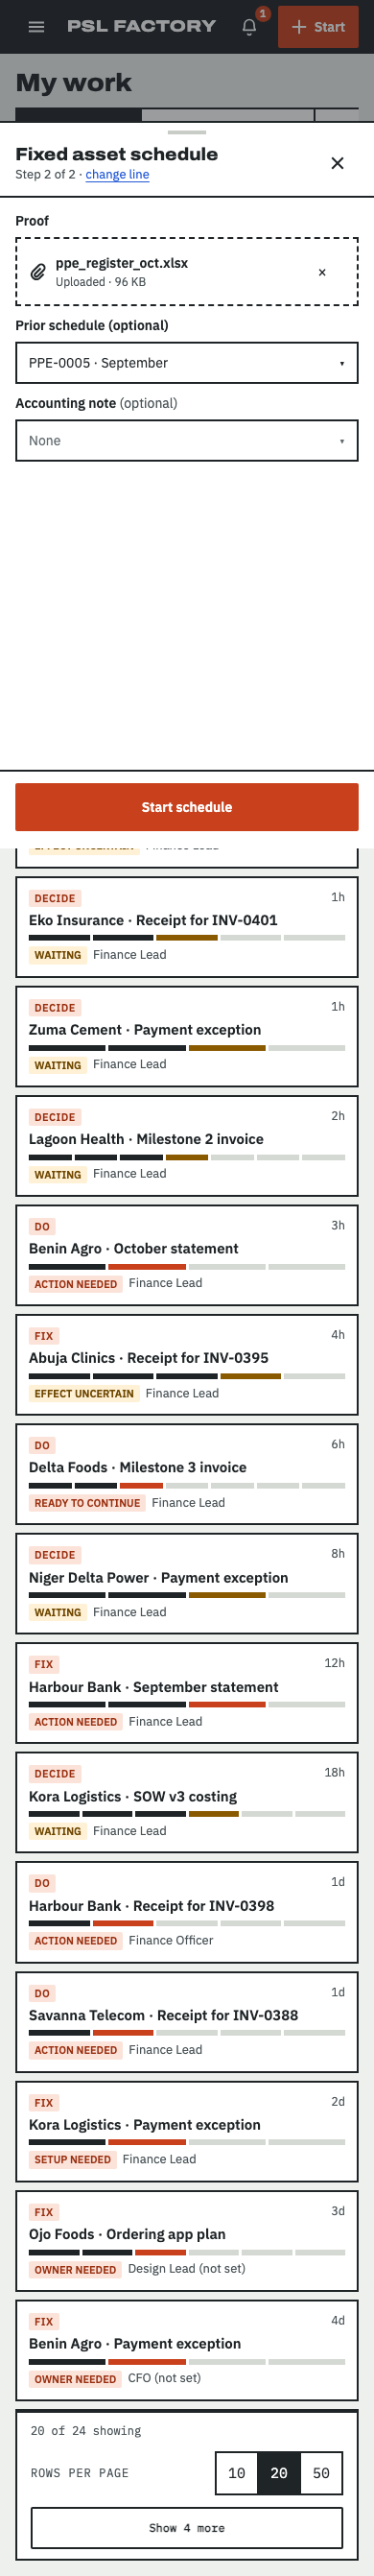 PSL FACTORY
1
Start
My work
Fixed asset schedule
Step 2 of 2 · change line
×
Proof
ppe_register_oct.xlsx
Uploaded · 96 KB
×
Prior schedule (optional)
PPE-0005 · September
Accounting note (optional)
None
Start schedule
EFFECT UNCERTAIN Finance Lead
DECIDE 1h
Eko Insurance · Receipt for INV-0401
WAITING Finance Lead
DECIDE 1h
Zuma Cement · Payment exception
WAITING Finance Lead
DECIDE 2h
Lagoon Health · Milestone 2 invoice
WAITING Finance Lead
DO 3h
Benin Agro · October statement
ACTION NEEDED Finance Lead
FIX 4h
Abuja Clinics · Receipt for INV-0395
EFFECT UNCERTAIN Finance Lead
DO 6h
Delta Foods · Milestone 3 invoice
READY TO CONTINUE Finance Lead
DECIDE 8h
Niger Delta Power · Payment exception
WAITING Finance Lead
FIX 12h
Harbour Bank · September statement
ACTION NEEDED Finance Lead
DECIDE 18h
Kora Logistics · SOW v3 costing
WAITING Finance Lead
DO 1d
Harbour Bank · Receipt for INV-0398
ACTION NEEDED Finance Officer
DO 1d
Savanna Telecom · Receipt for INV-0388
ACTION NEEDED Finance Lead
FIX 2d
Kora Logistics · Payment exception
SETUP NEEDED Finance Lead
FIX 3d
Ojo Foods · Ordering app plan
OWNER NEEDED Design Lead (not set)
FIX 4d
Benin Agro · Payment exception
OWNER NEEDED CFO (not set)
20 of 24 showing
ROWS PER PAGE 10 20 50
Show 4 more